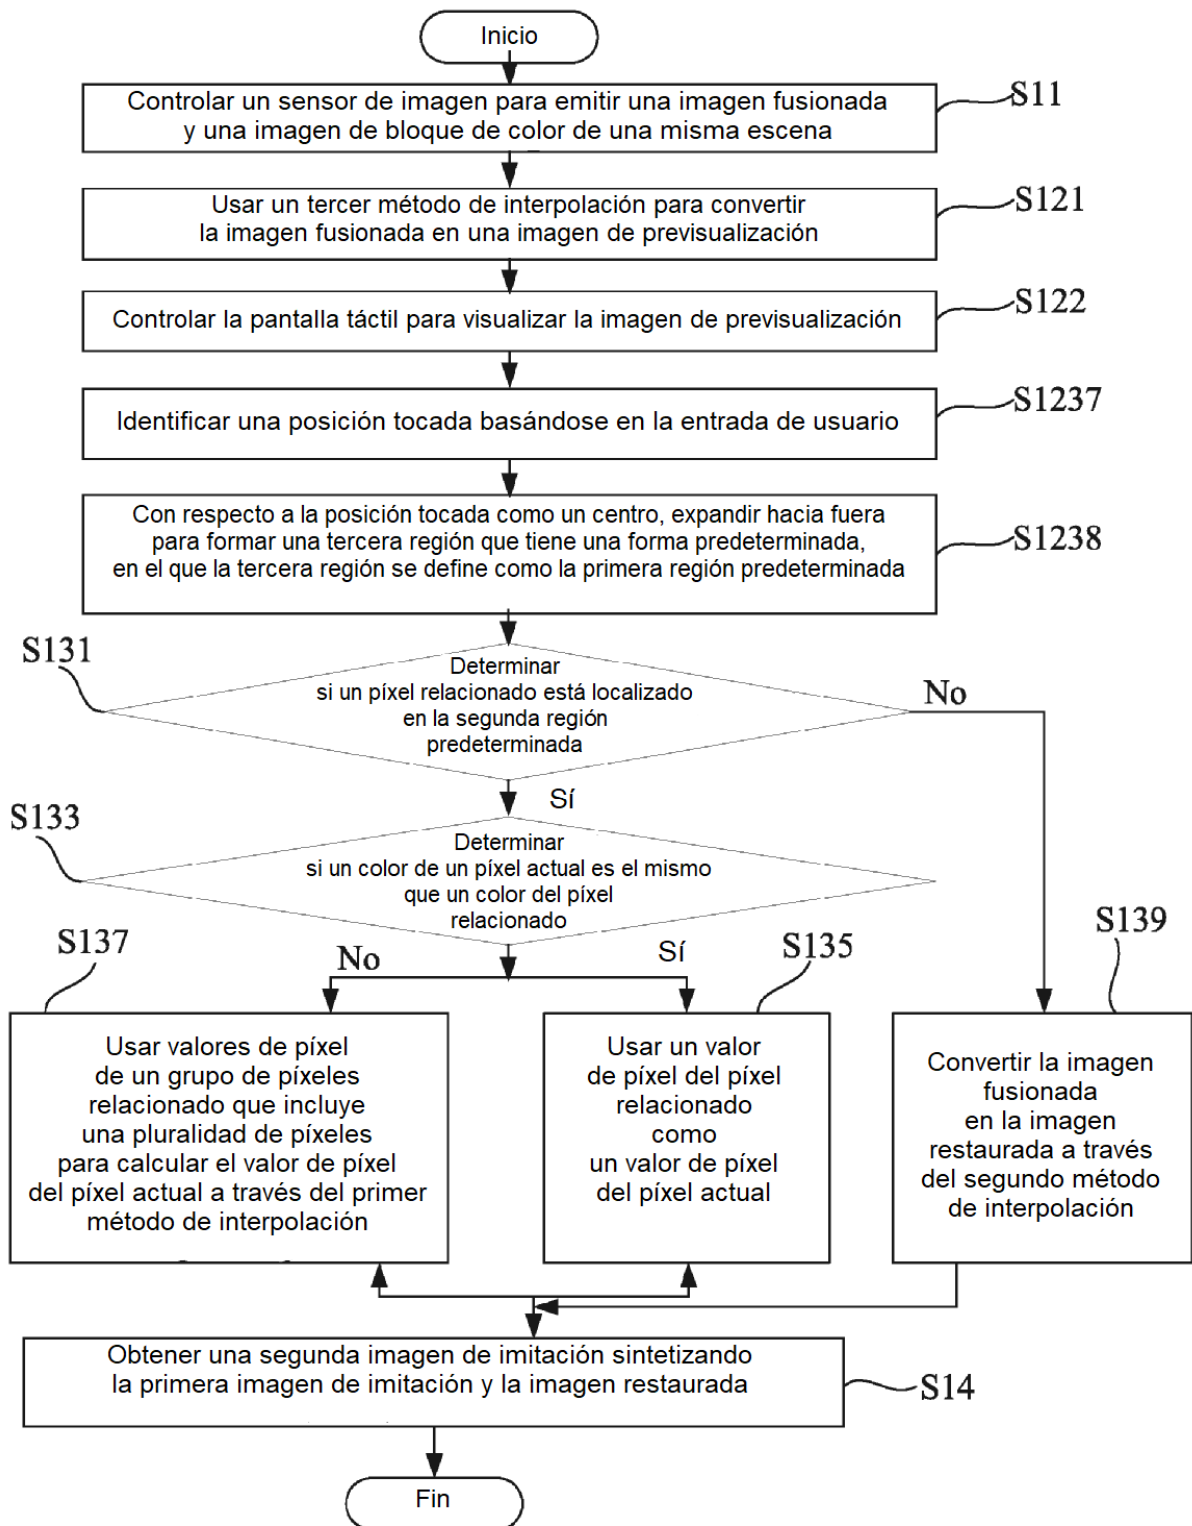 Inicio
Controlar un sensor de imagen para emitir una imagen fusionada
y una imagen de bloque de color de una misma escena
S11
Usar un tercer método de interpolación para convertir
la imagen fusionada en una imagen de previsualización
S121
Controlar la pantalla táctil para visualizar la imagen de previsualización
S122
Identificar una posición tocada basándose en la entrada de usuario
S1237
Con respecto a la posición tocada como un centro, expandir hacia fuera
para formar una tercera región que tiene una forma predeterminada,
en el que la tercera región se define como la primera región predeterminada
S1238
S131
Determinar
si un píxel relacionado está localizado
en la segunda región
predeterminada
No
Sí
S133
Determinar
si un color de un píxel actual es el mismo
que un color del píxel
relacionado
S137
No
Sí
S135
S139
Usar valores de píxel
de un grupo de píxeles
relacionado que incluye
una pluralidad de píxeles
para calcular el valor de píxel
del píxel actual a través del primer
método de interpolación
Usar un valor
de píxel del píxel
relacionado
como
un valor de píxel
del píxel actual
Convertir la imagen
fusionada
en la imagen
restaurada a través
del segundo método
de interpolación
Obtener una segunda imagen de imitación sintetizando
la primera imagen de imitación y la imagen restaurada
S14
Fin